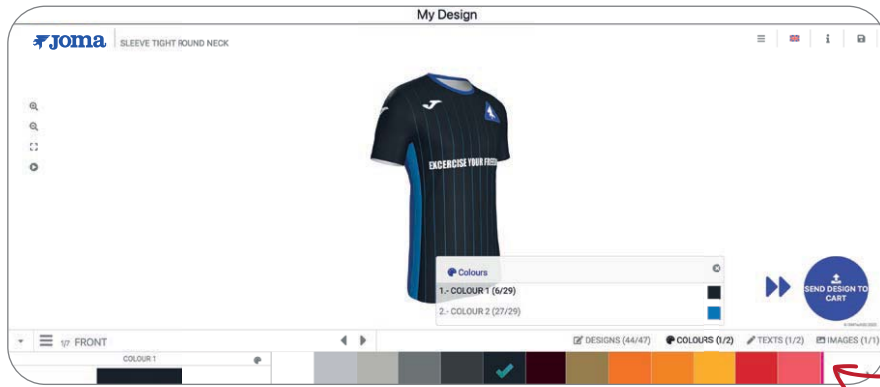 My Design
Joma
SLEEVE TIGHT ROUND NECK
EXCERCISE YOUR
Colours
1.- COLOUR 1 (6/29)
2.- COLOUR 2 (27/29)
SEND DESIGN TO
CART
1/7 FRONT
DESIGNS (44/47)
COLOURS (1/2)
TEXTS (1/2)
IMAGES (1/1)
COLOUR 1